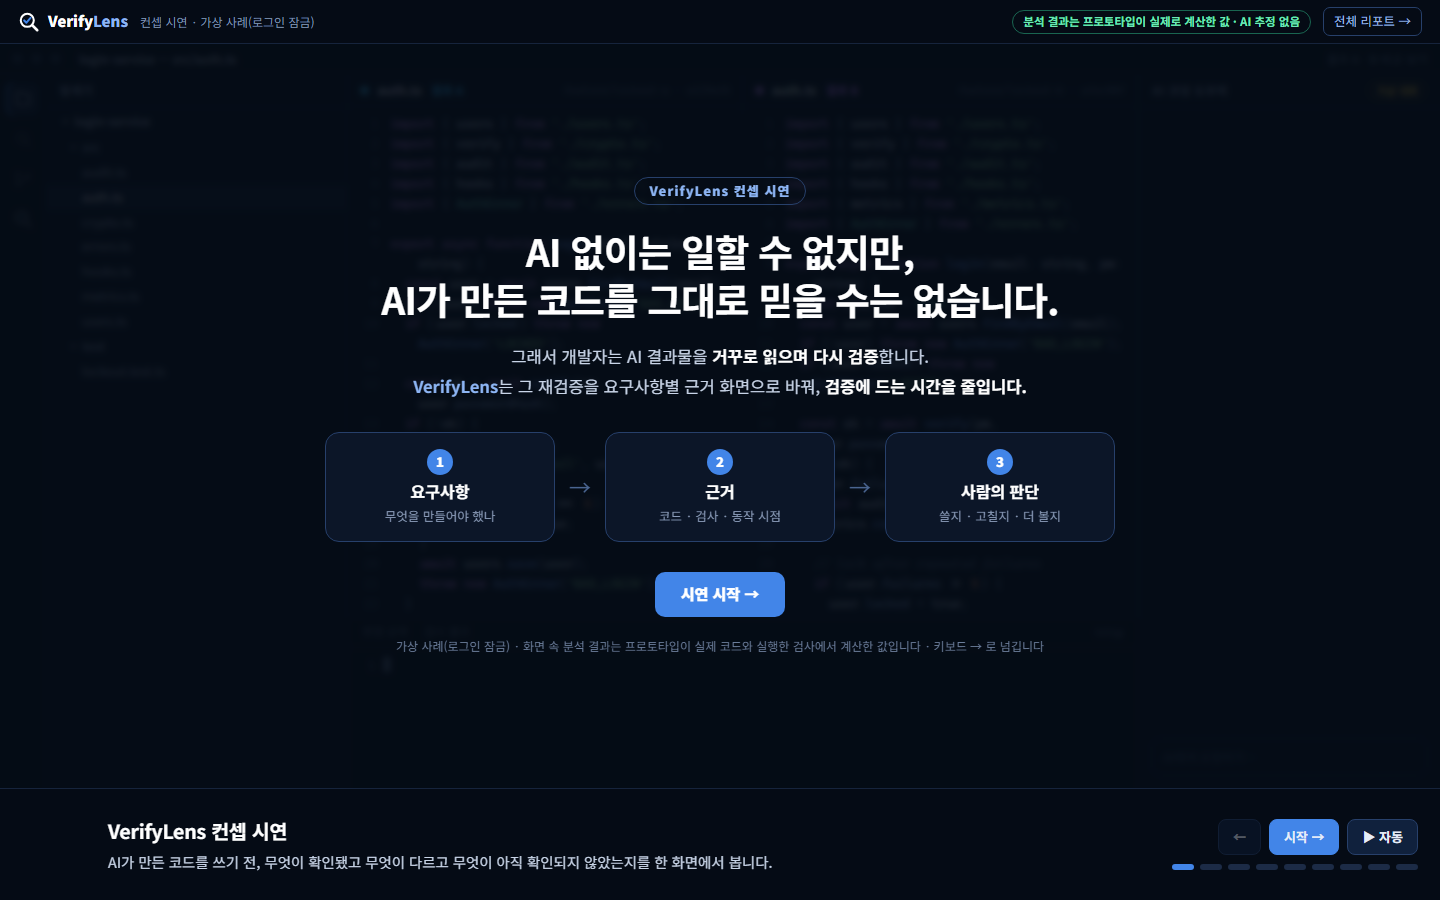 VerifyLens 컨셉 시연 · 가상 사례(로그인 잠금)
분석 결과는 프로토타입이 실제로 계산한 값 · AI 추정 없음
전체 리포트 →
VerifyLens 컨셉 시연
AI 없이는 일할 수 없지만,
AI가 만든 코드를 그대로 믿을 수는 없습니다.
그래서 개발자는 AI 결과물을 거꾸로 읽으며 다시 검증합니다.
VerifyLens는 그 재검증을 요구사항별 근거 화면으로 바꿔, 검증에 드는 시간을 줄입니다.
1
요구사항
무엇을 만들어야 했나
→
2
근거
코드 · 검사 · 동작 시점
→
3
사람의 판단
쓸지 · 고칠지 · 더 볼지
시연 시작 →
가상 사례(로그인 잠금) · 화면 속 분석 결과는 프로토타입이 실제 코드와 실행한 검사에서 계산한 값입니다 · 키보드 → 로 넘깁니다
VerifyLens 컨셉 시연
AI가 만든 코드를 쓰기 전, 무엇이 확인됐고 무엇이 다르고 무엇이 아직 확인되지 않았는지를 한 화면에서 봅니다.
←
시작 →
▶ 자동